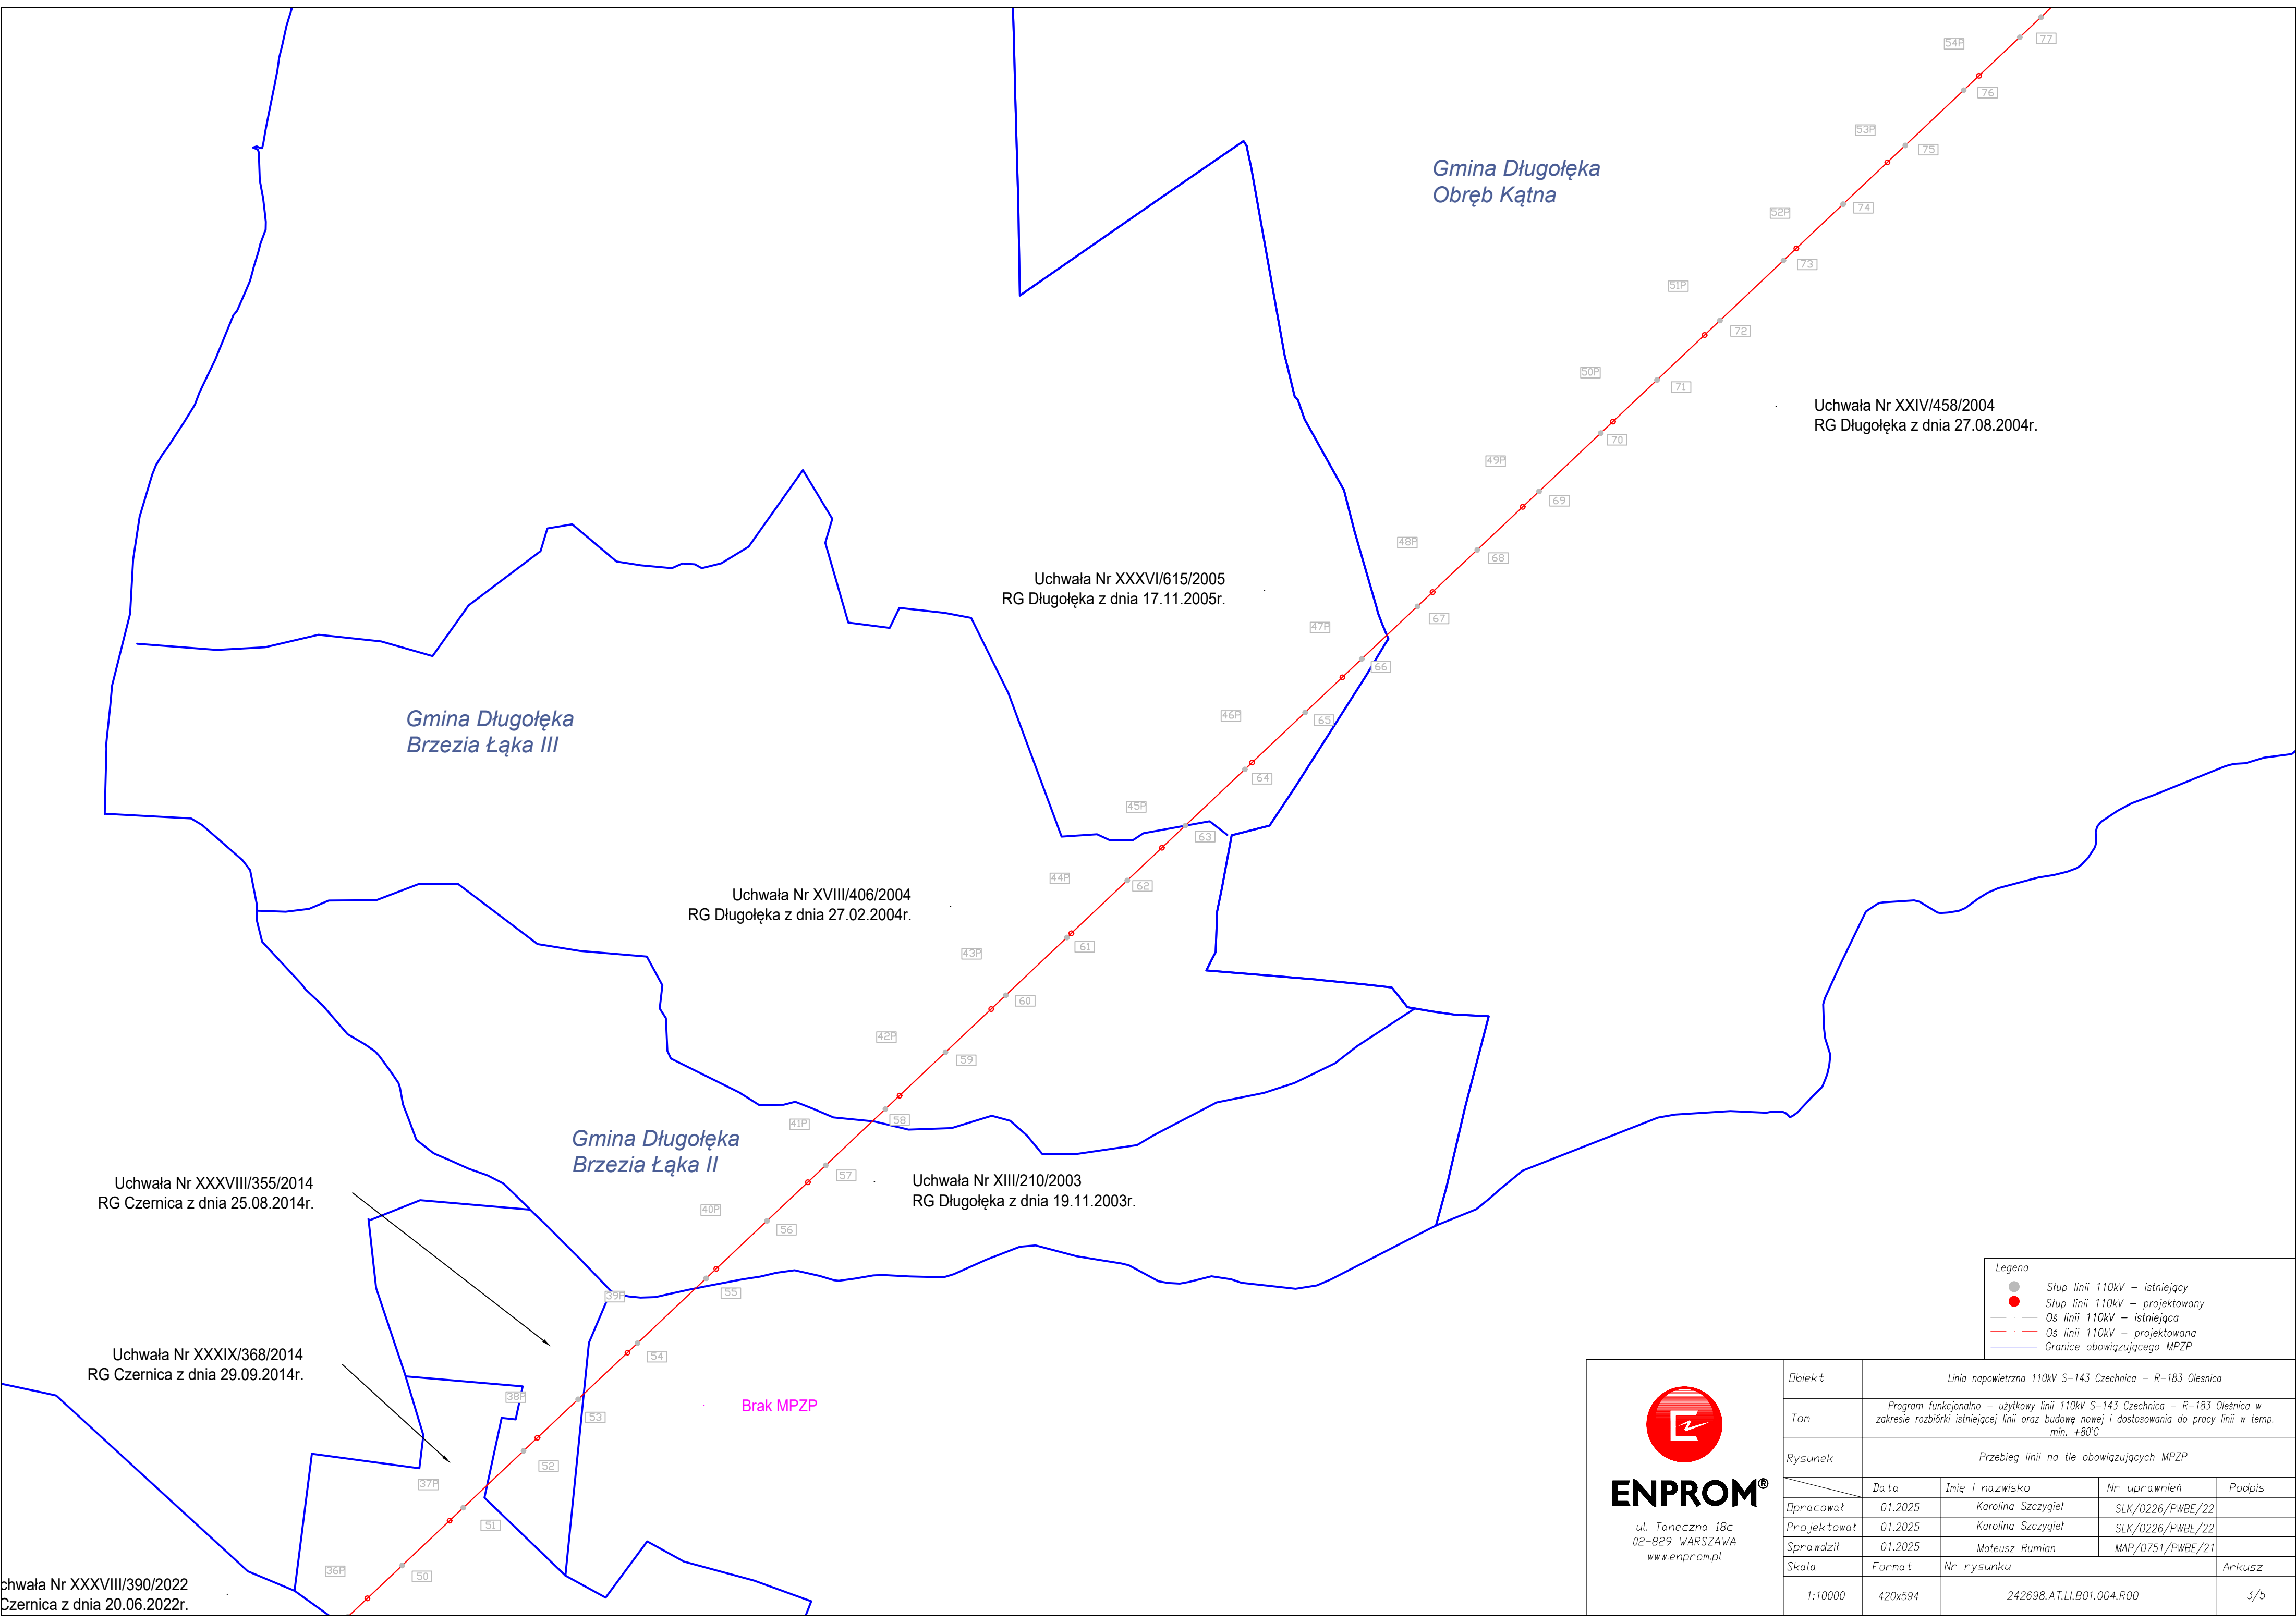 54P
77
76
53P
75
Gmina Długołęka
Obręb Kątna
52P
74
73
51P
72
50P
71
Uchwała Nr XXIV/458/2004
RG Długołęka z dnia 27.08.2004r.
70
49P
69
48P
68
Uchwała Nr XXXVI/615/2005
RG Długołęka z dnia 17.11.2005r.
67
47P
66
46P
65
Gmina Długołęka
Brzezia Łąka III
64
45P
63
44P
62
Uchwała Nr XVIII/406/2004
RG Długołęka z dnia 27.02.2004r.
43P
61
60
42P
59
41P
58
Gmina Długołęka
Brzezia Łąka II
57
Uchwała Nr XIII/210/2003
RG Długołęka z dnia 19.11.2003r.
Uchwała Nr XXXVIII/355/2014
RG Czernica z dnia 25.08.2014r.
40P
56
39P
55
54
Uchwała Nr XXXIX/368/2014
RG Czernica z dnia 29.09.2014r.
38P
53
Brak MPZP
52
37P
51
36P
50
chwała Nr XXXVIII/390/2022
Czernica z dnia 20.06.2022r.
Legena
Słup linii 110kV – istniejący
Słup linii 110kV – projektowany
Oś linii 110kV – istniejąca
Oś linii 110kV – projektowana
Granice obowiązującego MPZP
ENPROM®
ul. Taneczna 18c
02-829 WARSZAWA
www.enprom.pl
Obiekt Linia napowietrzna 110kV S-143 Czechnica – R-183 Olesnica
Tom Program funkcjonalno – użytkowy linii 110kV S-143 Czechnica – R-183 Oleśnica w
zakresie rozbiórki istniejącej linii oraz budowę nowej i dostosowania do pracy linii w temp.
min. +80°C
Rysunek Przebieg linii na tle obowiązujących MPZP
Data Imię i nazwisko Nr uprawnień Podpis
Opracował 01.2025 Karolina Szczygieł SLK/0226/PWBE/22
Projektował 01.2025 Karolina Szczygieł SLK/0226/PWBE/22
Sprawdził 01.2025 Mateusz Rumian MAP/0751/PWBE/21
Skala Format Nr rysunku Arkusz
1:10000 420x594 242698.AT.LI.B01.004.R00 3/5